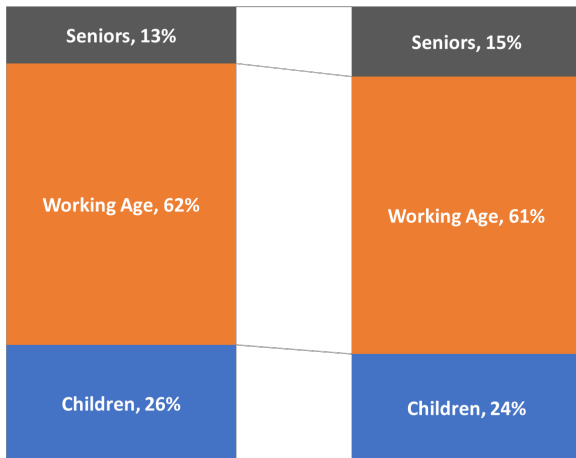 Seniors, 13%
Working Age, 62%
Children, 26%
Seniors, 15%
Working Age, 61%
Children, 24%